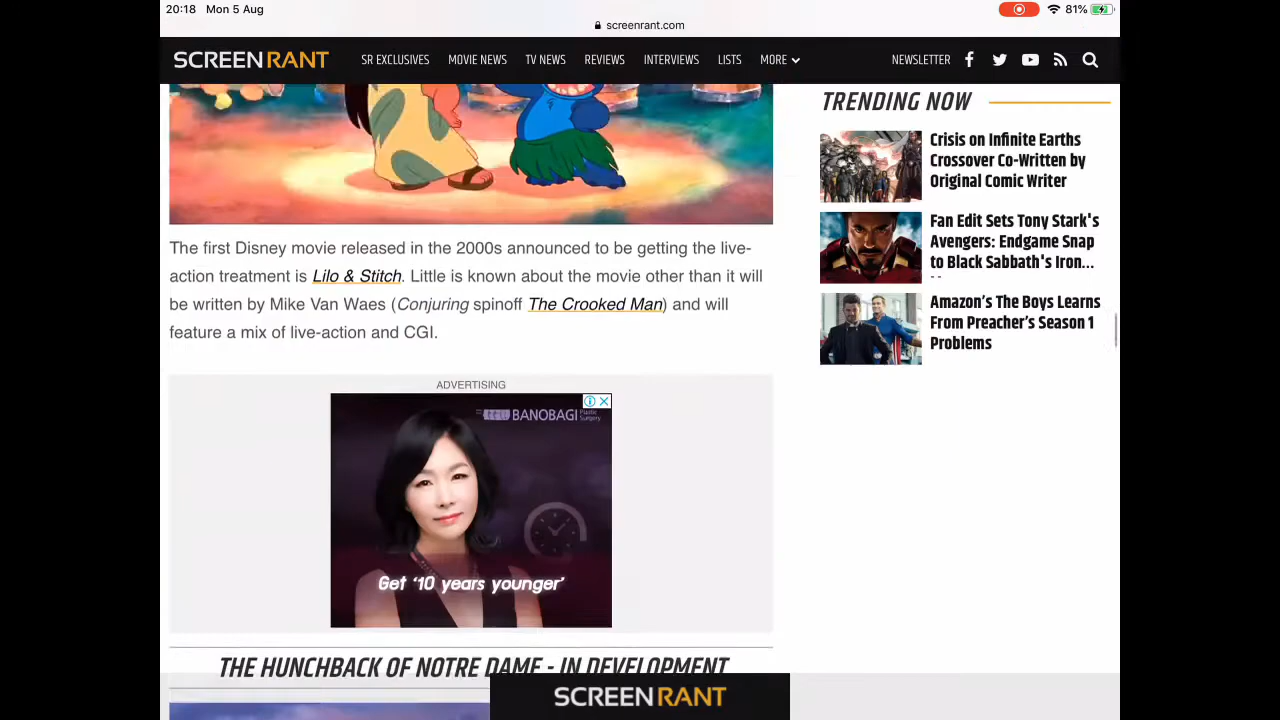 20:18 Mon 5 Aug
81%
screenrant.com
SCREENRANT
SR EXCLUSIVES MOVIE NEWS TV NEWS REVIEWS INTERVIEWS LISTS MORE
NEWSLETTER
The first Disney movie released in the 2000s announced to be getting the live-
action treatment is Lilo & Stitch. Little is known about the movie other than it will
be written by Mike Van Waes (Conjuring spinoff The Crooked Man) and will
feature a mix of live-action and CGI.
ADVERTISING
BANOBAGI Plastic
Surgery
Get '10 years younger'
THE HUNCHBACK OF NOTRE DAME - IN DEVELOPMENT
TRENDING NOW
Crisis on Infinite Earths
Crossover Co-Written by
Original Comic Writer
Fan Edit Sets Tony Stark's
Avengers: Endgame Snap
to Black Sabbath's Iron...
Amazon’s The Boys Learns
From Preacher’s Season 1
Problems
SCREENRANT